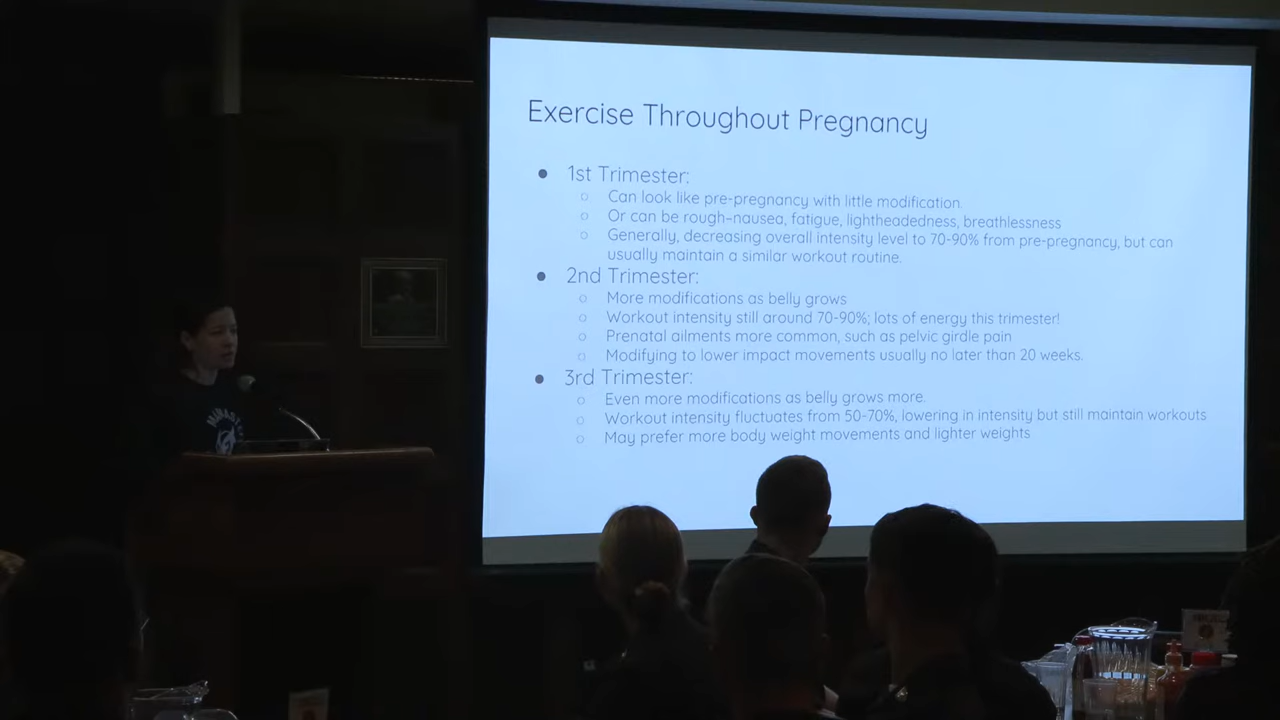 Exercise Throughout Pregnancy
● 1st Trimester:
○ Can look like pre-pregnancy with little modification.
○ Or can be rough–nausea, fatigue, lightheadedness, breathlessness
○ Generally, decreasing overall intensity level to 70-90% from pre-pregnancy, but can
usually maintain a similar workout routine.
● 2nd Trimester:
○ More modifications as belly grows
○ Workout intensity still around 70-90%; lots of energy this trimester!
○ Prenatal ailments more common, such as pelvic girdle pain
○ Modifying to lower impact movements usually no later than 20 weeks.
● 3rd Trimester:
○ Even more modifications as belly grows more.
○ Workout intensity fluctuates from 50-70%, lowering in intensity but still maintain workouts
○ May prefer more body weight movements and lighter weights